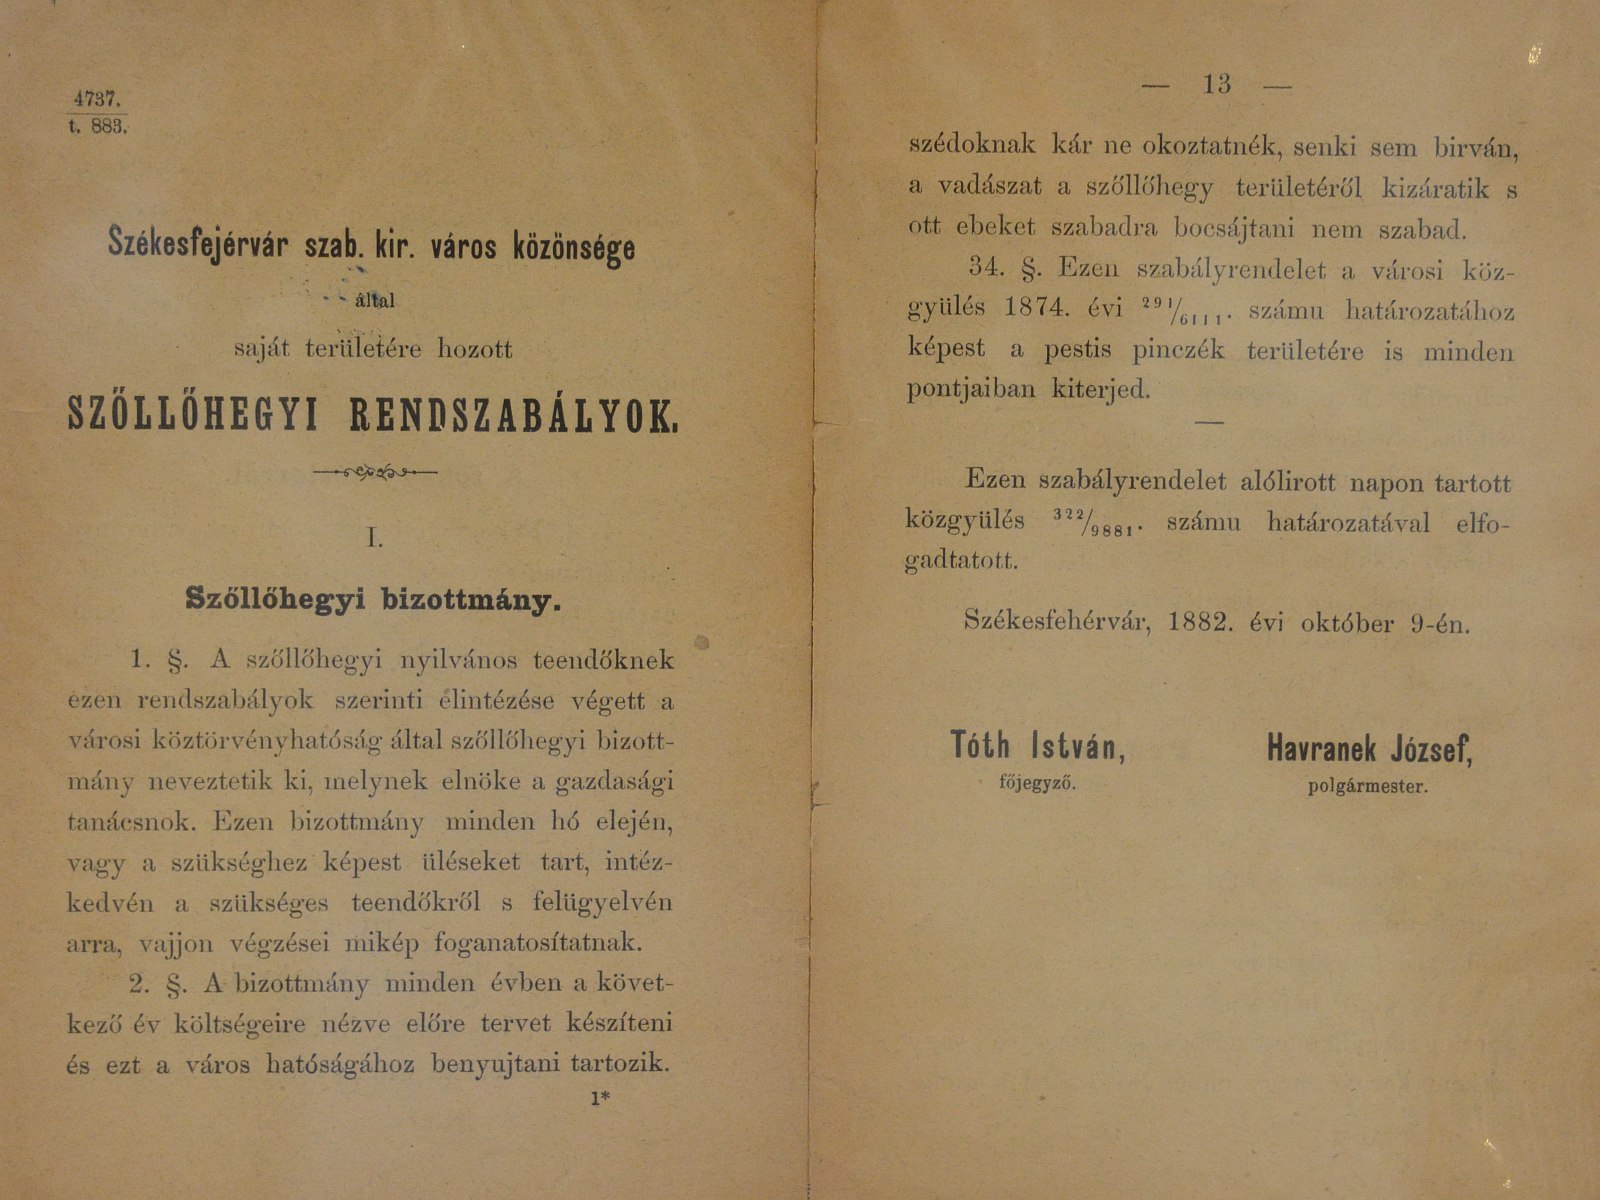 4737.
t. 883.
Székesfejérvár szab. kir. város közönsége
által
saját területére hozott
SZŐLLŐHEGYI RENDSZABÁLYOK.
I.
Szőllőhegyi bizottmány.
1. §. A szőllőhegyi nyilvános teendőknek
ezen rendszabályok szerinti elintézése végett a
városi köztörvényhatóság által szőllőhegyi bizott-
mány neveztetik ki, melynek elnöke a gazdasági
tanácsnok. Ezen bizottmány minden hó elején,
vagy a szükséghez képest üléseket tart, intéz-
kedvén a szükséges teendőkről s felügyelvén
arra, vajjon végzései mikép foganatosítatnak.
2. §. A bizottmány minden évben a követ-
kező év költségeire nézve előre tervet készíteni
és ezt a város hatóságához benyujtani tartozik.
1*
— 13 —
szédoknak kár ne okoztatnék, senki sem birván,
a vadászat a szőllőhegy területéről kizáratik s
ott ebeket szabadra bocsájtani nem szabad.
34. §. Ezen szabályrendelet a városi köz-
gyülés 1874. évi 291/6111. számu határozatához
képest a pestis pinczék területére is minden
pontjaiban kiterjed.
Ezen szabályrendelet alólirott napon tartott
közgyülés 322/9881. számu határozatával elfo-
gadtatott.
Székesfehérvár, 1882. évi október 9-én.
Tóth István, Havranek József,
főjegyző. polgármester.